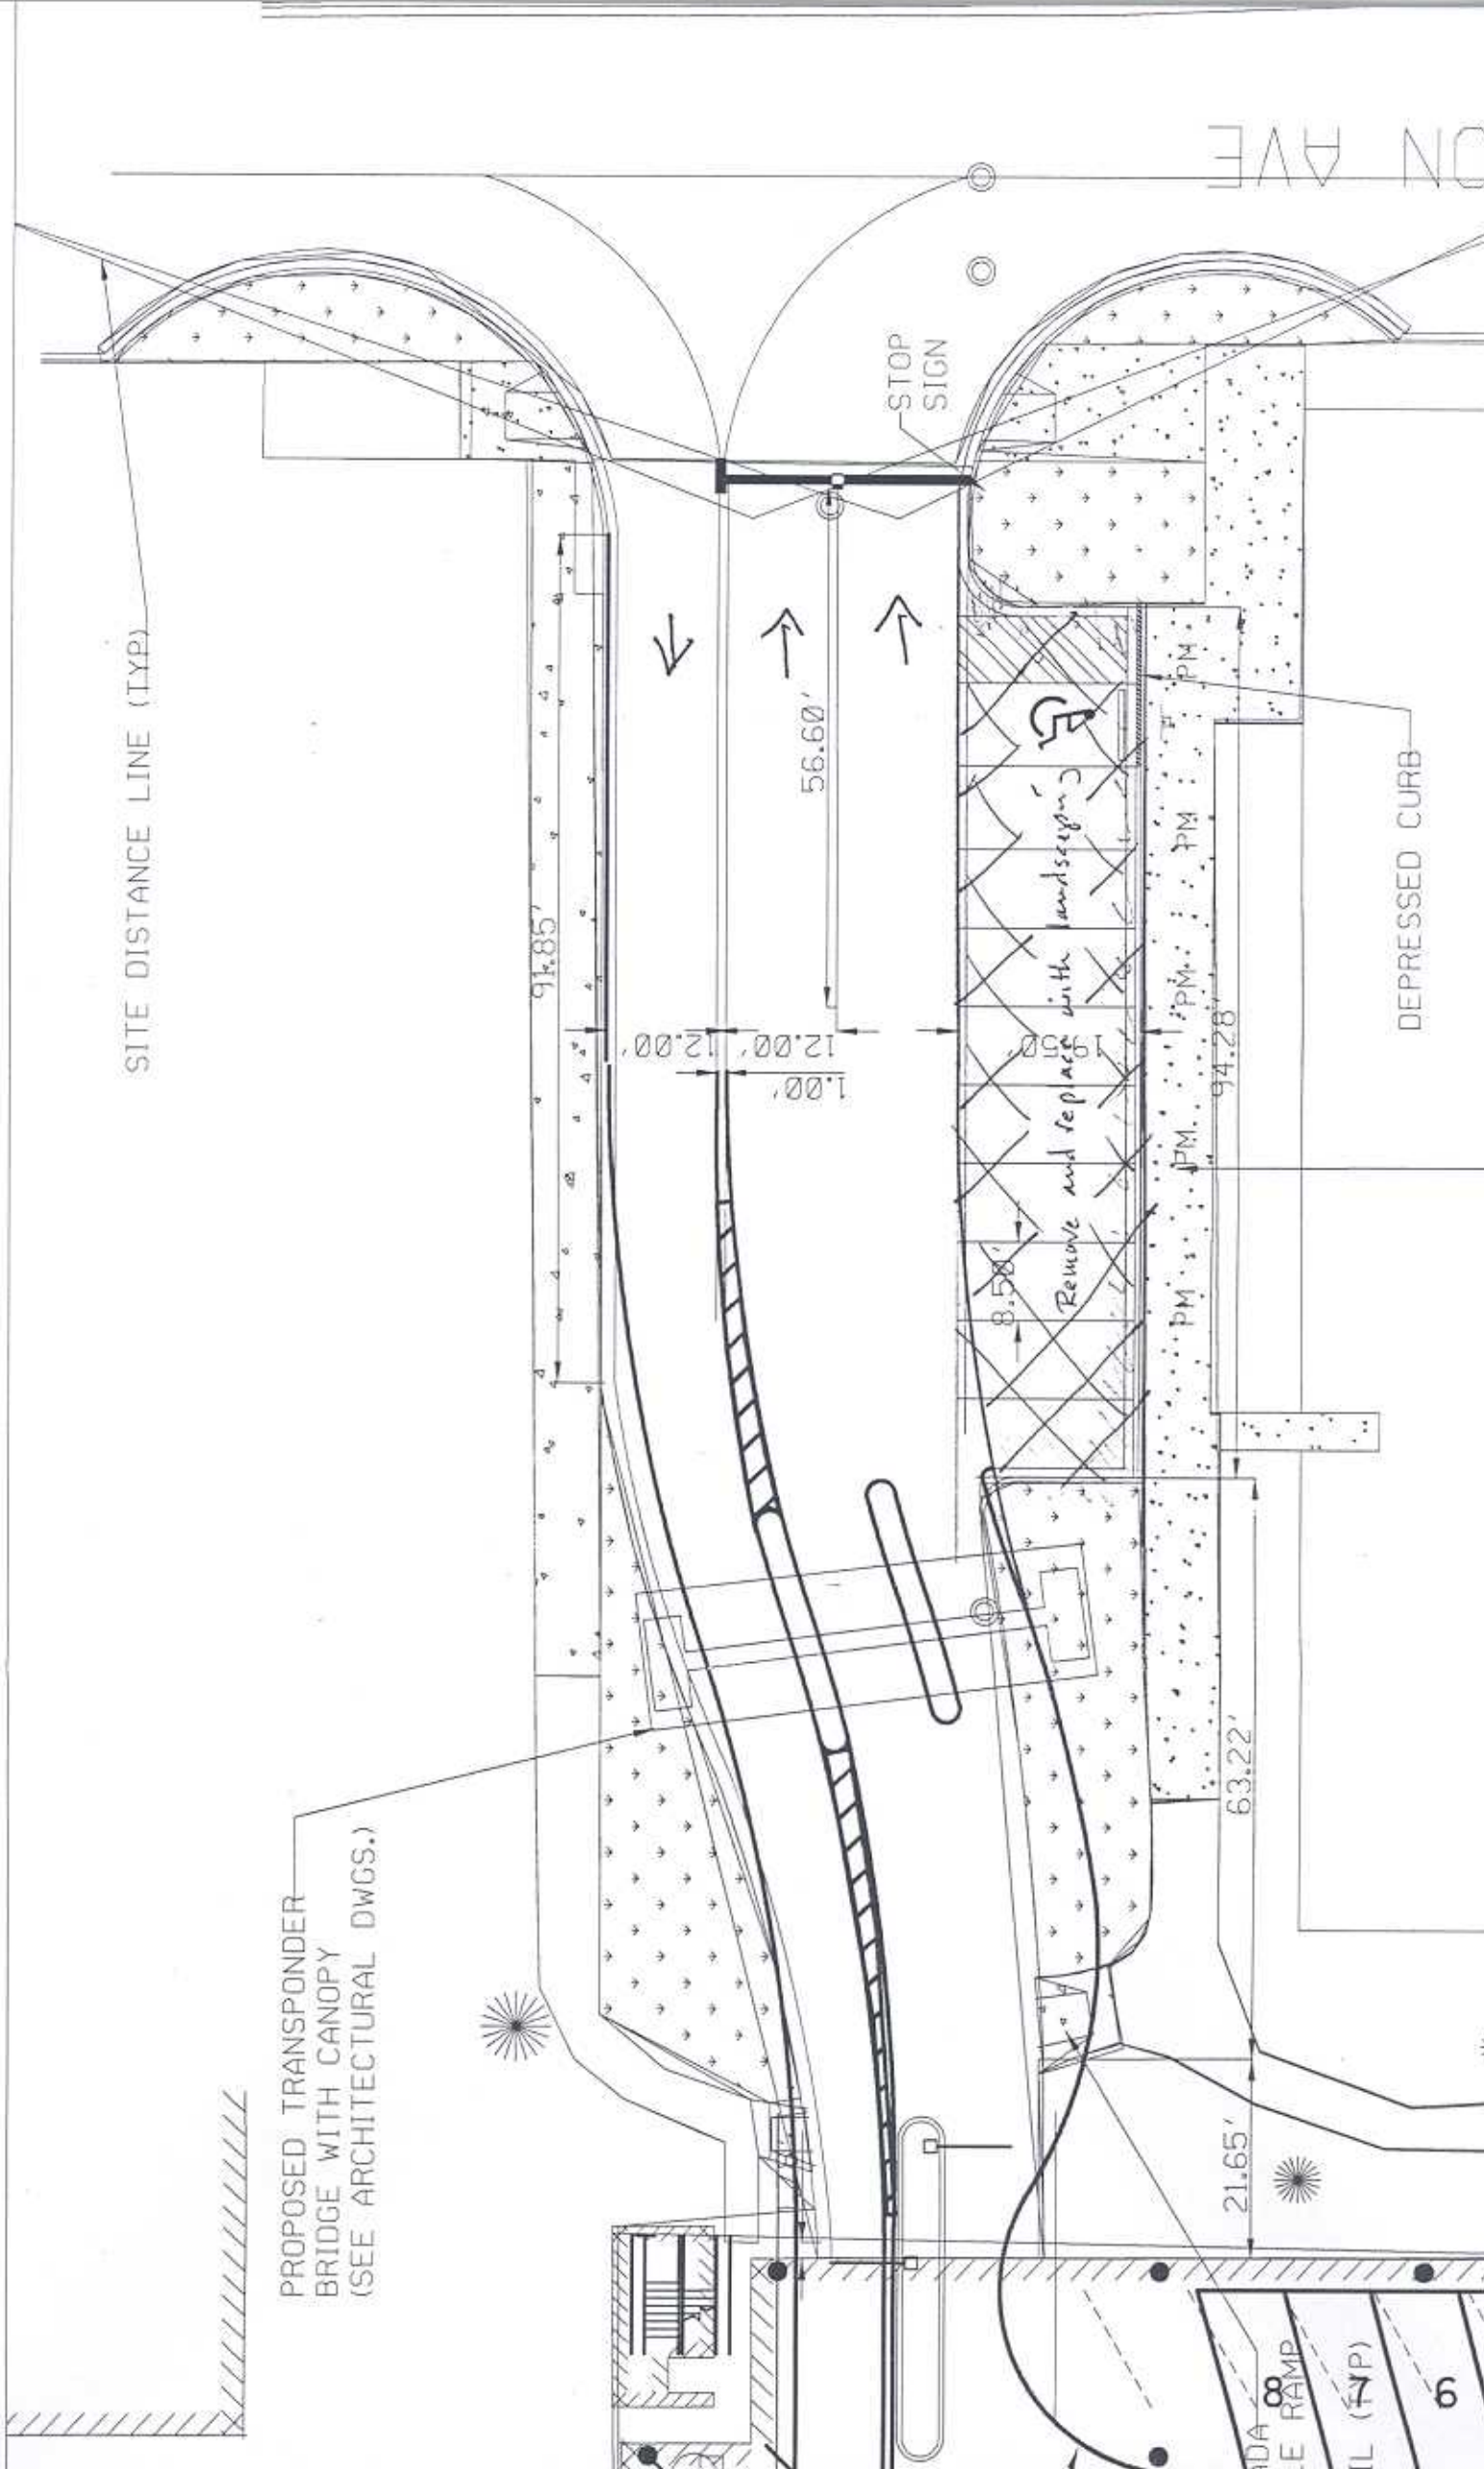 ON AVE
STOP
SIGN
SITE DISTANCE LINE (TYP)
56.60'
91.85'
12.00'
12.00'
1.00'
19.50'
Remove and replace with landscaping
8.50'
94.28'
PM
PM
PM
PM
PM
DEPRESSED CURB
PROPOSED TRANSPONDER
BRIDGE WITH CANOPY
(SEE ARCHITECTURAL DWGS.)
63.22'
21.65'
8
7
6
ADA
LE RAMP
IL (TYP)